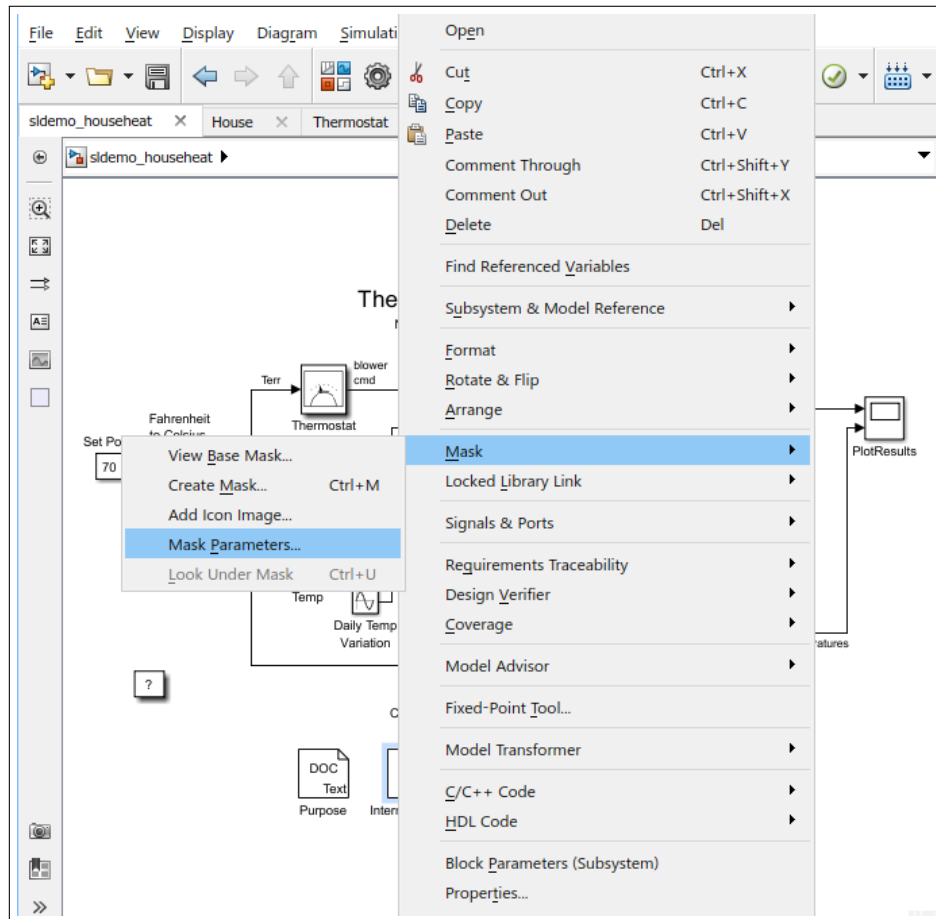 File Edit View Display Diagram Simulati
sldemo_househeat House Thermostat
sldemo_househeat
The
Terr
blower
cmd
Thermostat
Fahrenheit
to Celsius
Set Po
70
Temp
Daily Temp
Variation
?
DOC
Text
Purpose
Inter
PlotResults
atures
View Base Mask...
Create Mask... Ctrl+M
Add Icon Image...
Mask Parameters...
Look Under Mask Ctrl+U
Open
Cut Ctrl+X
Copy Ctrl+C
Paste Ctrl+V
Comment Through Ctrl+Shift+Y
Comment Out Ctrl+Shift+X
Delete Del
Find Referenced Variables
Subsystem & Model Reference
Format
Rotate & Flip
Arrange
Mask
Locked Library Link
Signals & Ports
Requirements Traceability
Design Verifier
Coverage
Model Advisor
Fixed-Point Tool...
Model Transformer
C/C++ Code
HDL Code
Block Parameters (Subsystem)
Properties...